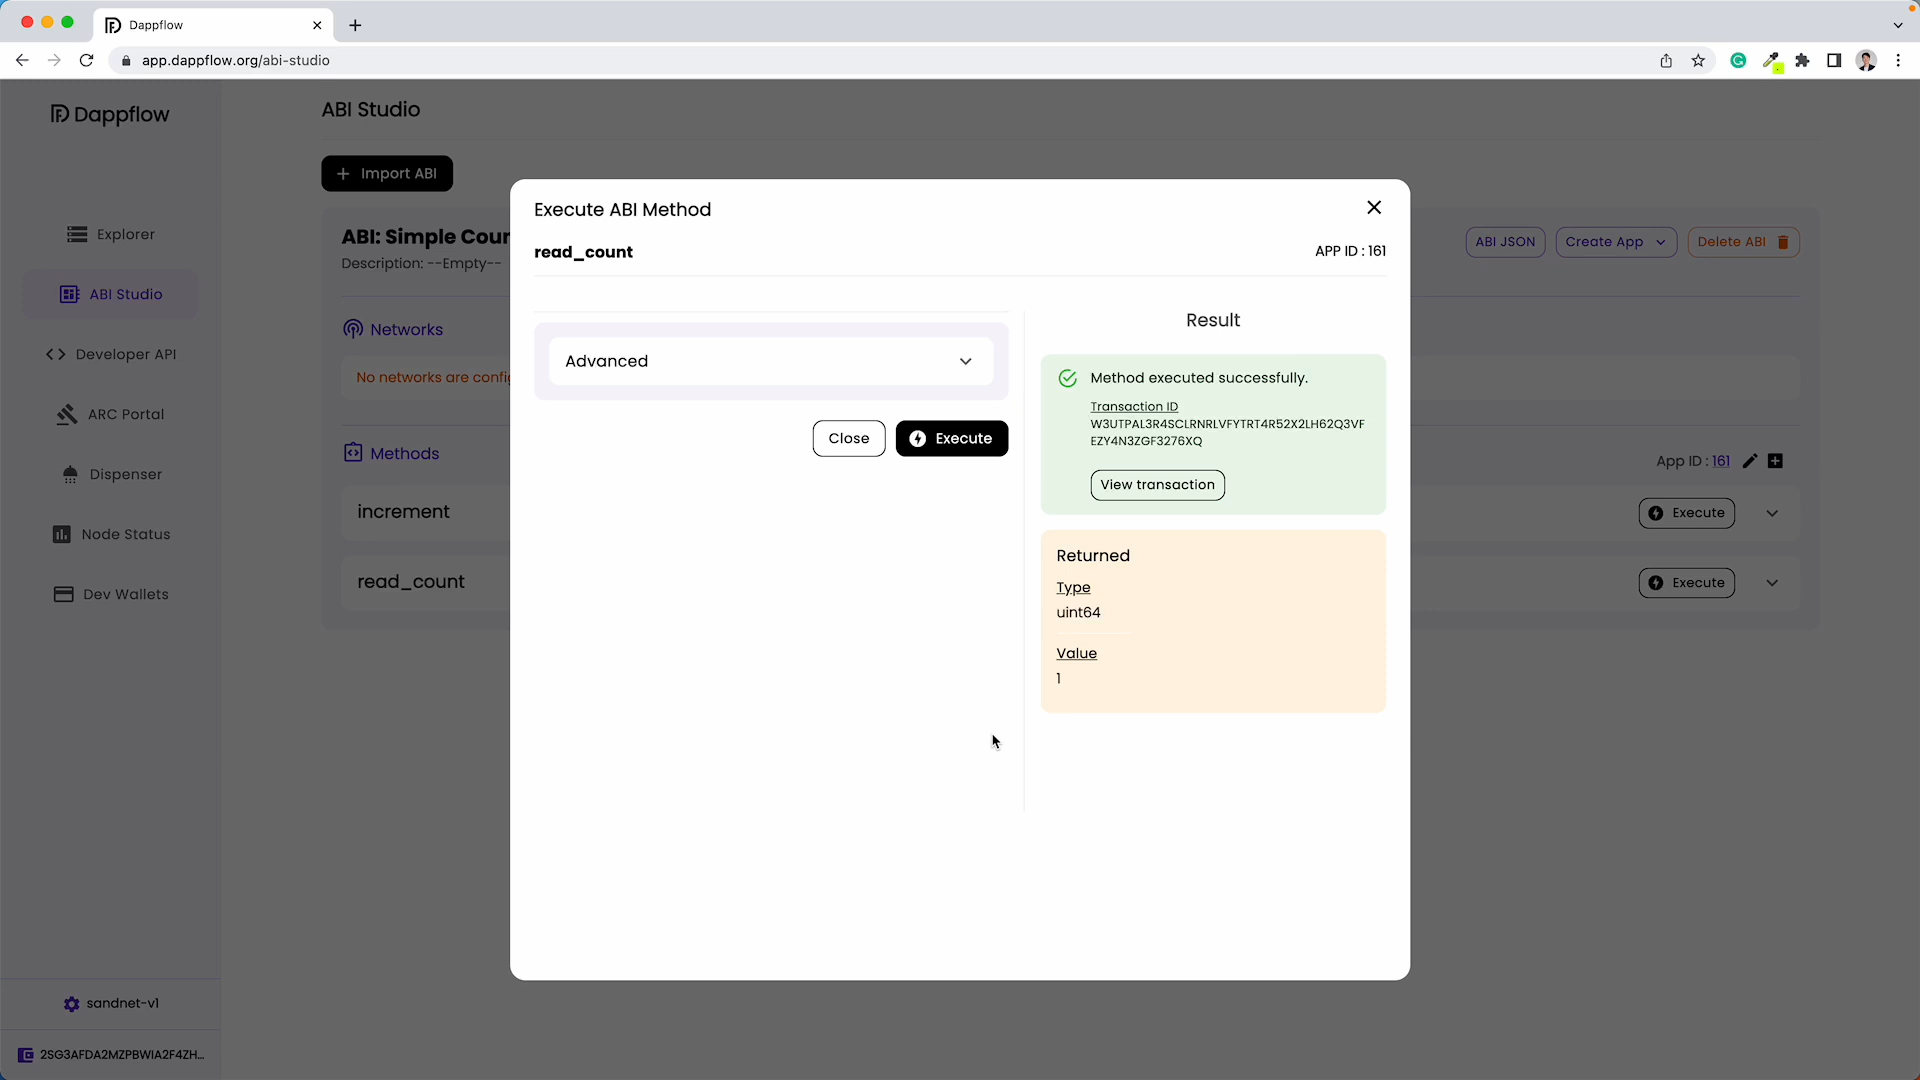 Dappflow
app.dappflow.org/abi-studio
Dappflow
Explorer
ABI Studio
Developer API
ARC Portal
Dispenser
Node Status
Dev Wallets
sandnet-v1
2SG3AFDA2MZPBWIA2F4ZH...
ABI Studio
Import ABI
ABI: Simple Cour
Description: --Empty--
ABI JSON
Create App
Delete ABI
Networks
No networks are config
Methods
App ID : 161
increment
Execute
read_count
Execute
Execute ABI Method
read_count
APP ID : 161
Advanced
Close
Execute
Result
Method executed successfully.
Transaction ID
W3UTPAL3R4SCLRNRLVFYTRT4R52X2LH62Q3VF
EZY4N3ZGF3276XQ
View transaction
Returned
Type
uint64
Value
1